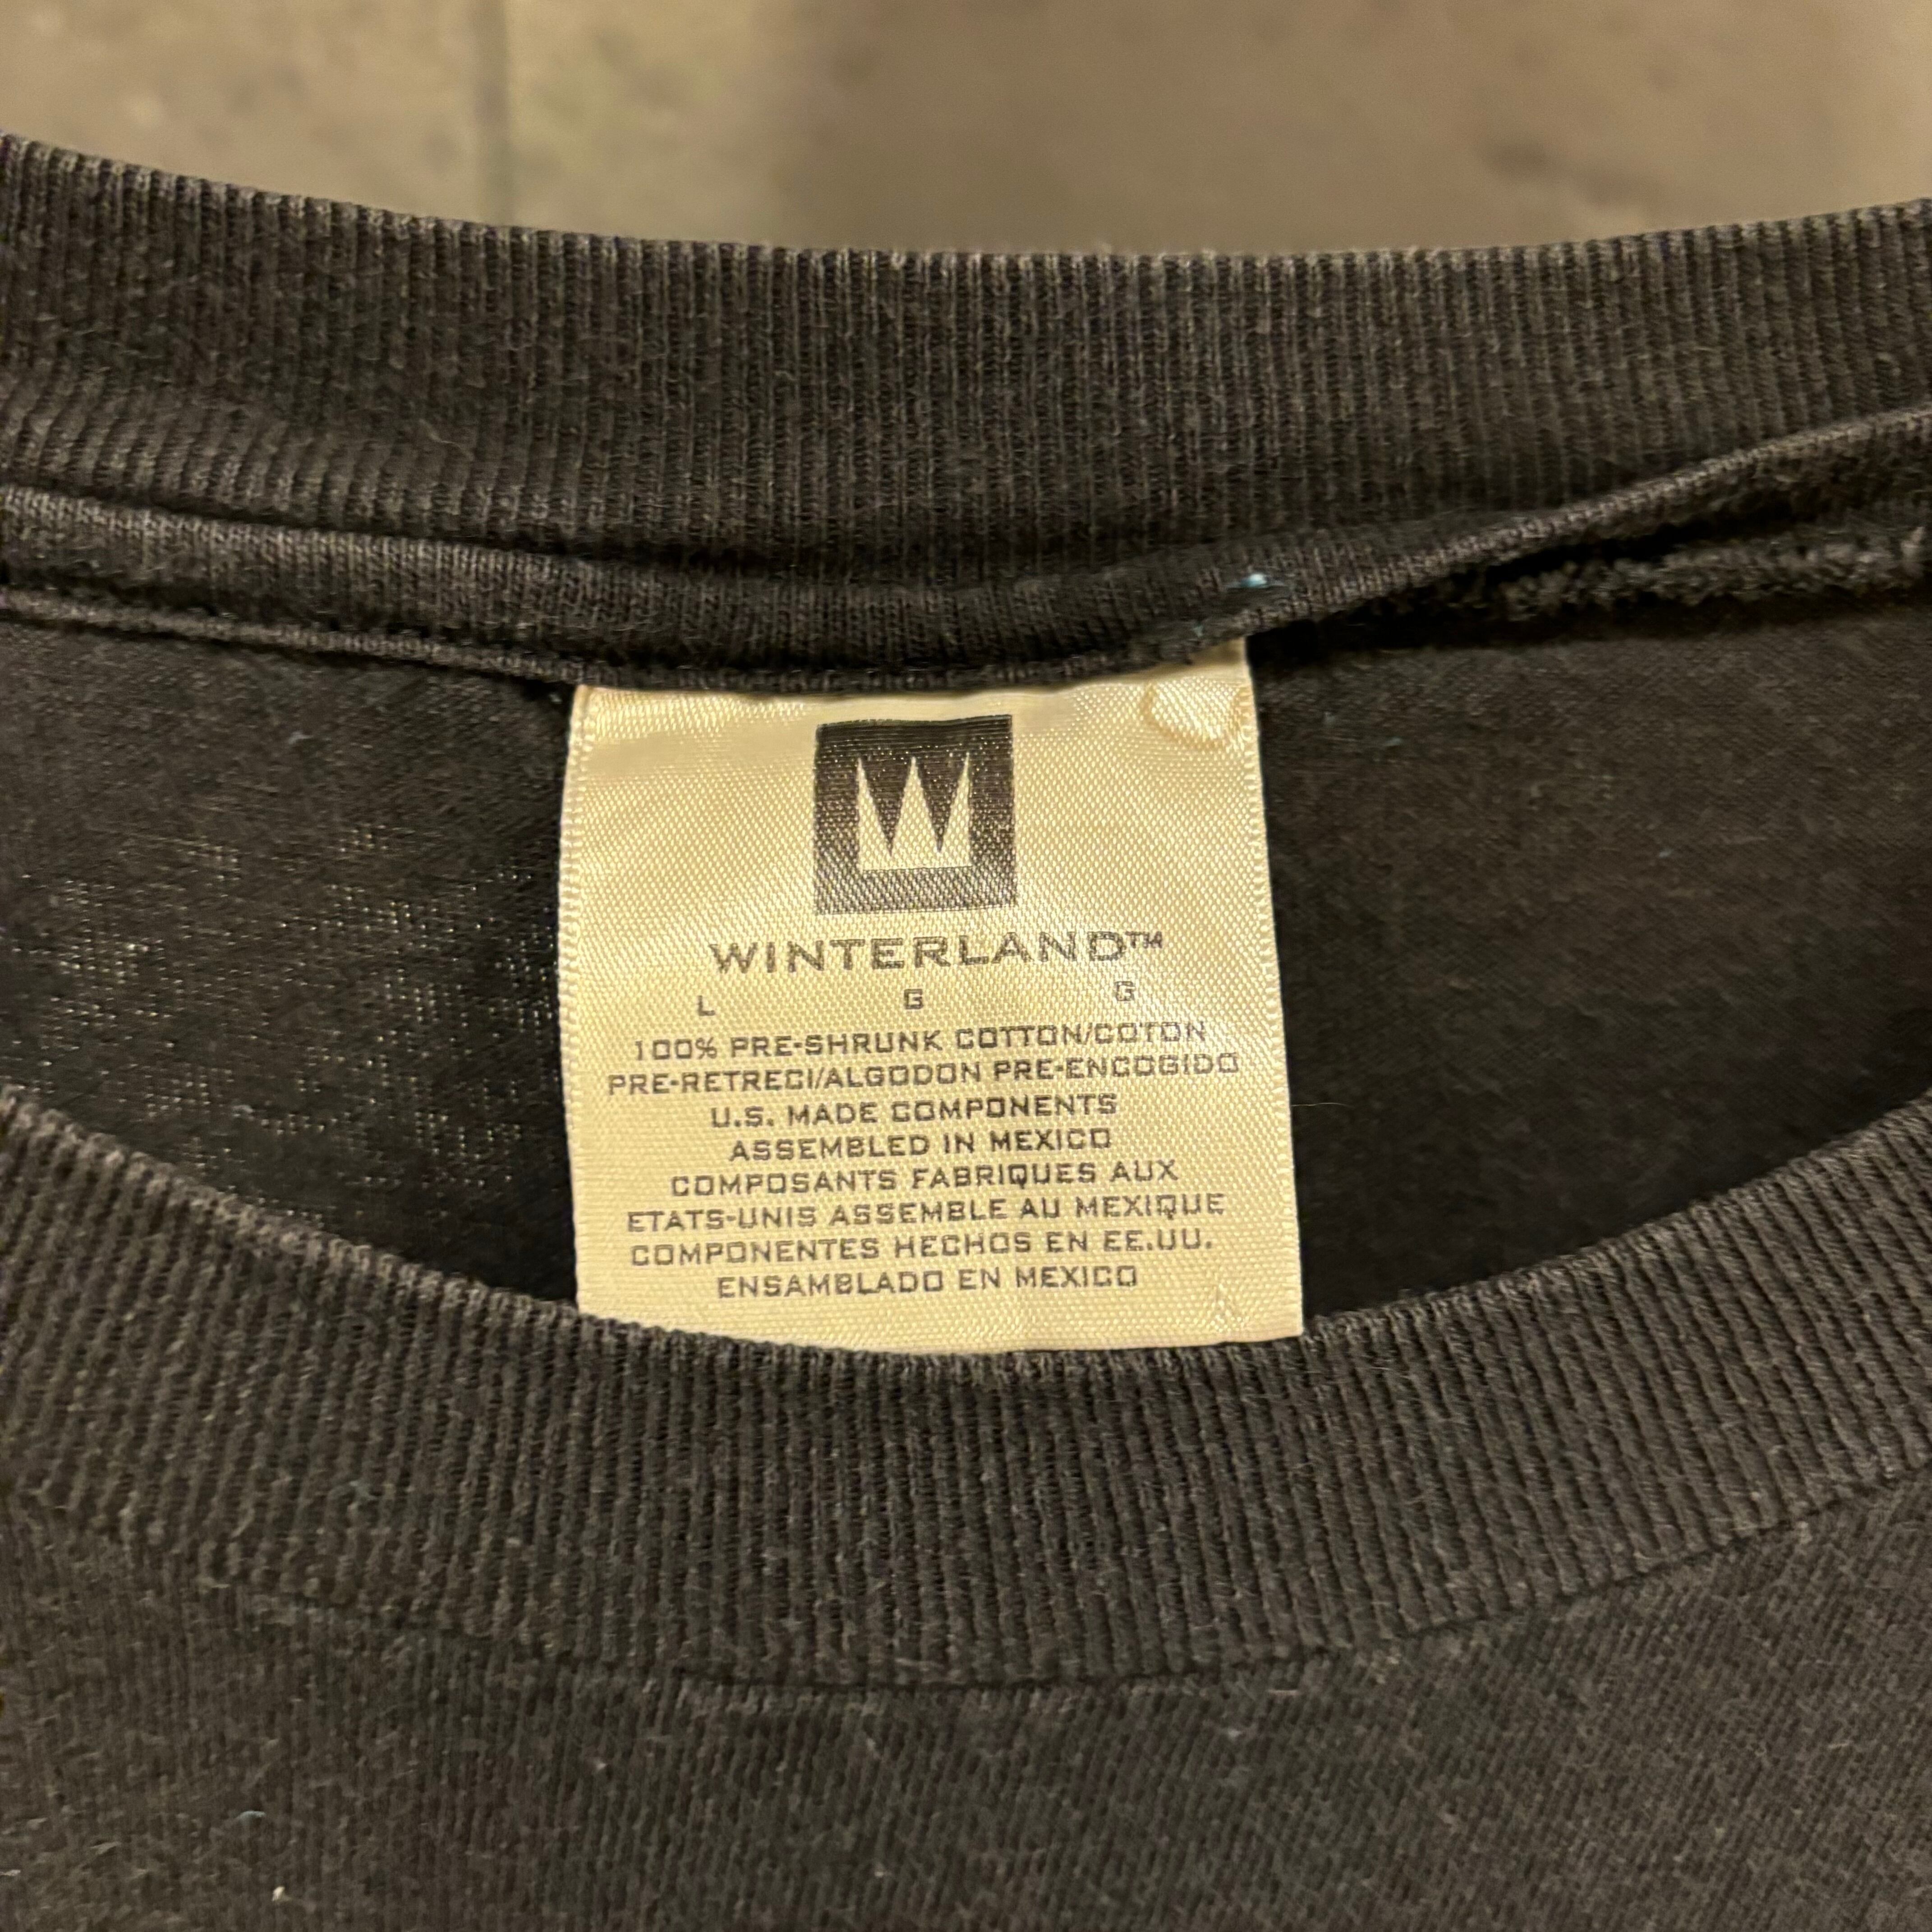 W
WINTERLAND™
L G G
100% PRE-SHRUNK COTTON/COTON
PRE-RETRECI/ALGODON PRE-ENCOGIDO
U.S. MADE COMPONENTS
ASSEMBLED IN MEXICO
COMPOSANTS FABRIQUES AUX
ETATS-UNIS ASSEMBLE AU MEXIQUE
COMPONENTES HECHOS EN EE.UU.
ENSAMBLADO EN MEXICO